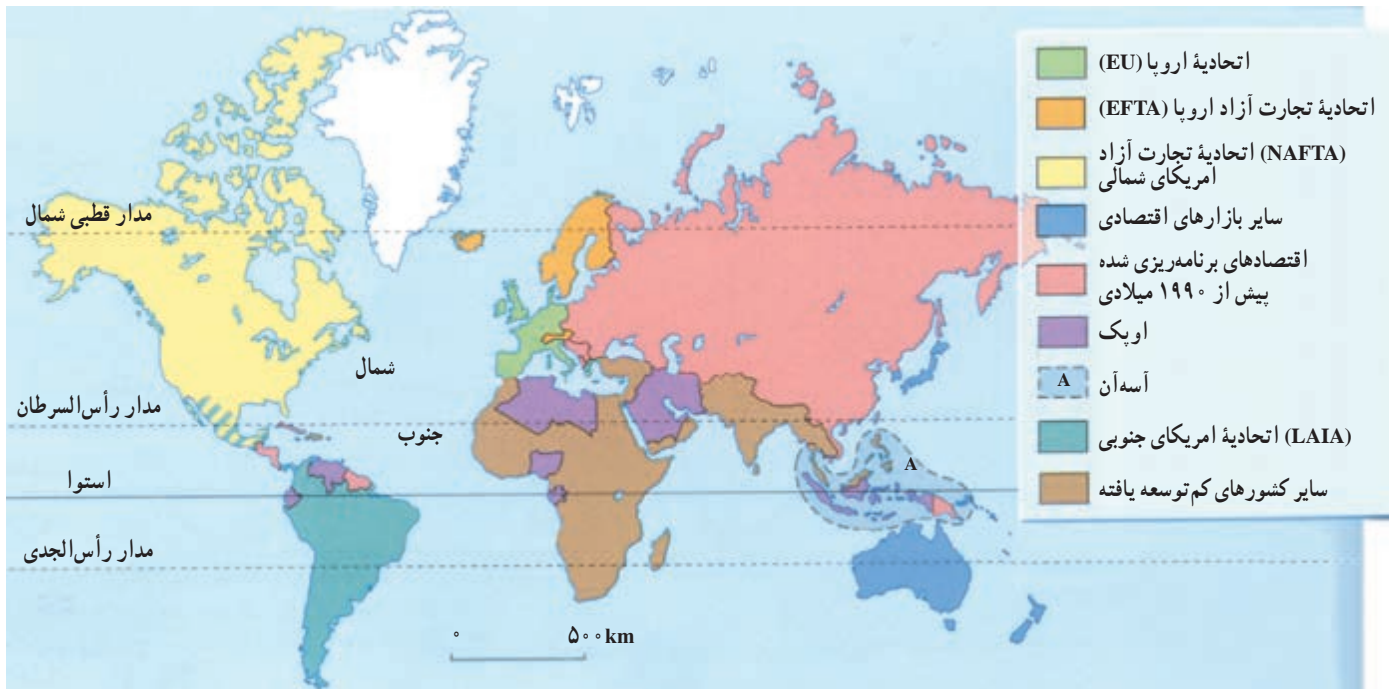 اتحادیهٔ اروپا (EU)
اتحادیهٔ تجارت آزاد اروپا (EFTA)
(NAFTA) اتحادیهٔ تجارت آزاد
امریکای شمالی
سایر بازارهای اقتصادی
اقتصادهای برنامه‌ریزی شده
پیش از ۱۹۹۰ میلادی
اوپک
A آسه‌آن
(LAIA) اتحادیهٔ امریکای جنوبی
سایر کشورهای کم‌توسعه یافته
مدار قطبی شمال
شمال
مدار رأس‌السرطان
جنوب
A
استوا
مدار رأس‌الجدی
۰ ۵۰۰km